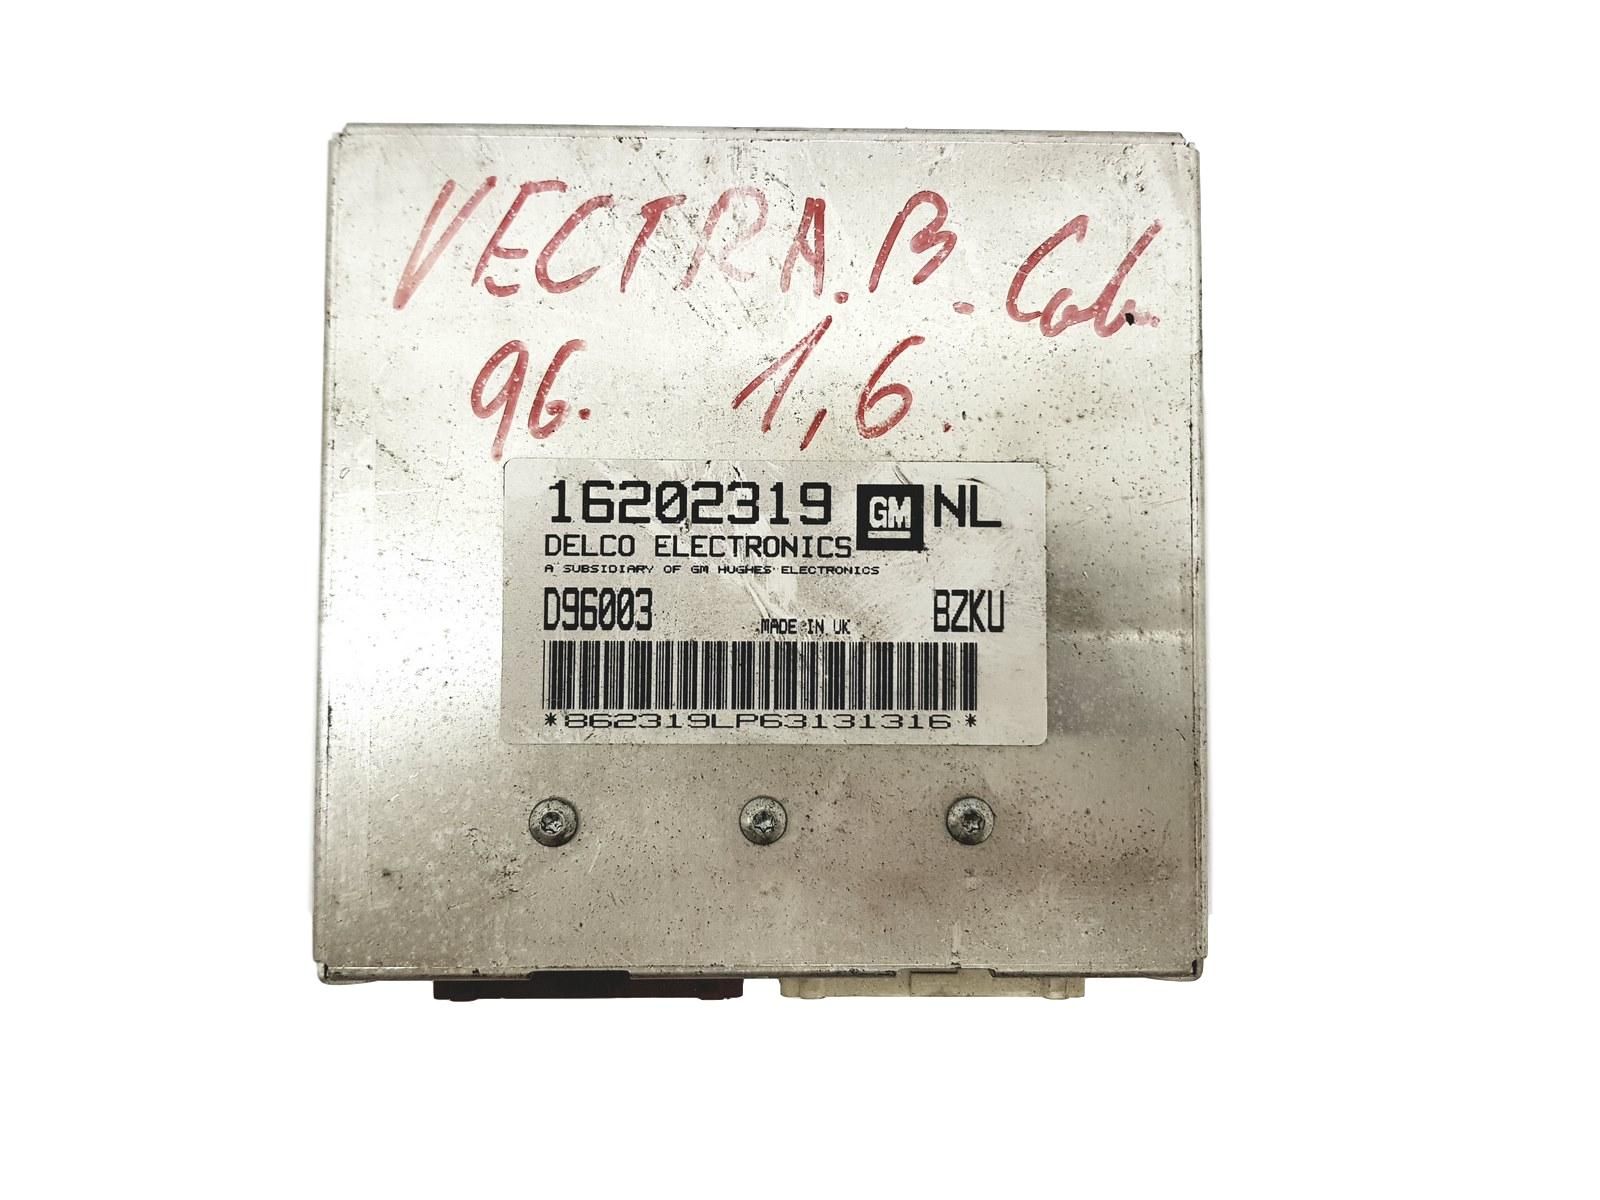 VECTRA. B. Cab.
96. 1,6.
16202319 GM NL
DELCO ELECTRONICS
A SUBSIDIARY OF GM HUGHES ELECTRONICS
D96003 MADE IN UK BZKU
*862319LP63131316*